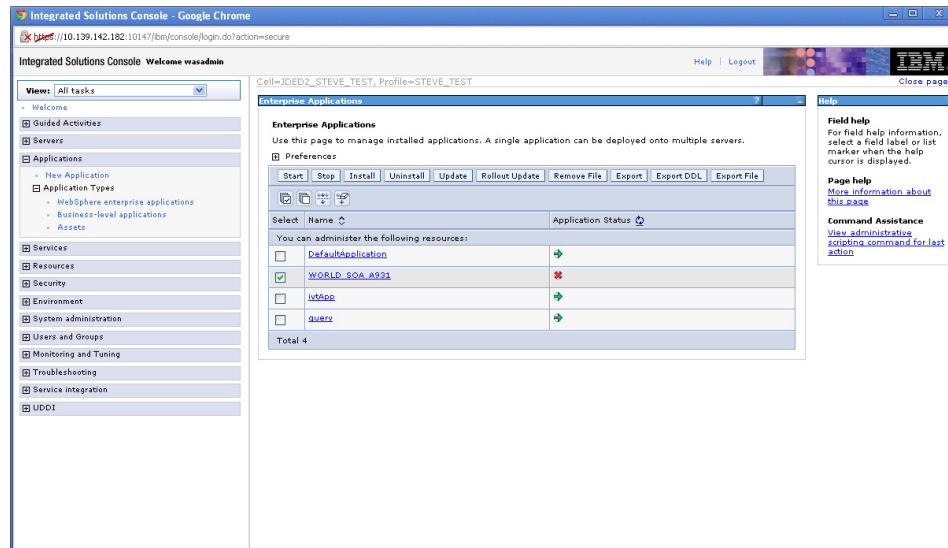 Integrated Solutions Console - Google Chrome
https://10.139.142.182:10147/ibm/console/login.do?action=secure
Integrated Solutions Console Welcome wasadmin
Help | Logout
IBM
View: All tasks
Cell=JDED2_STEVE_TEST, Profile=STEVE_TEST
Close page
Welcome
Guided Activities
Servers
Applications
New Application
Application Types
WebSphere enterprise applications
Business-level applications
Assets
Services
Resources
Security
Environment
System administration
Users and Groups
Monitoring and Tuning
Troubleshooting
Service integration
UDDI
Enterprise Applications
?
Enterprise Applications
Use this page to manage installed applications. A single application can be deployed onto multiple servers.
Preferences
Start Stop Install Uninstall Update Rollout Update Remove File Export Export DDL Export File
Select Name Application Status
You can administer the following resources:
DefaultApplication
WORLD_SOA_A931
ivtApp
query
Total 4
Help
Field help
For field help information,
select a field label or list
marker when the help
cursor is displayed.
Page help
More information about
this page
Command Assistance
View administrative
scripting command for last
action